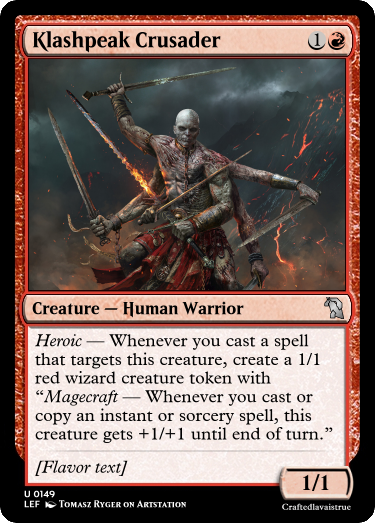 Klashpeak Crusader 1
Creature — Human Warrior
Heroic — Whenever you cast a spell
that targets this creature, create a 1/1
red wizard creature token with
“Magecraft — Whenever you cast or
copy an instant or sorcery spell, this
creature gets +1/+1 until end of turn.”
[Flavor text]
1/1
U 0149
LEF Tomasz Ryger on Artstation
Craftedlavaistrue